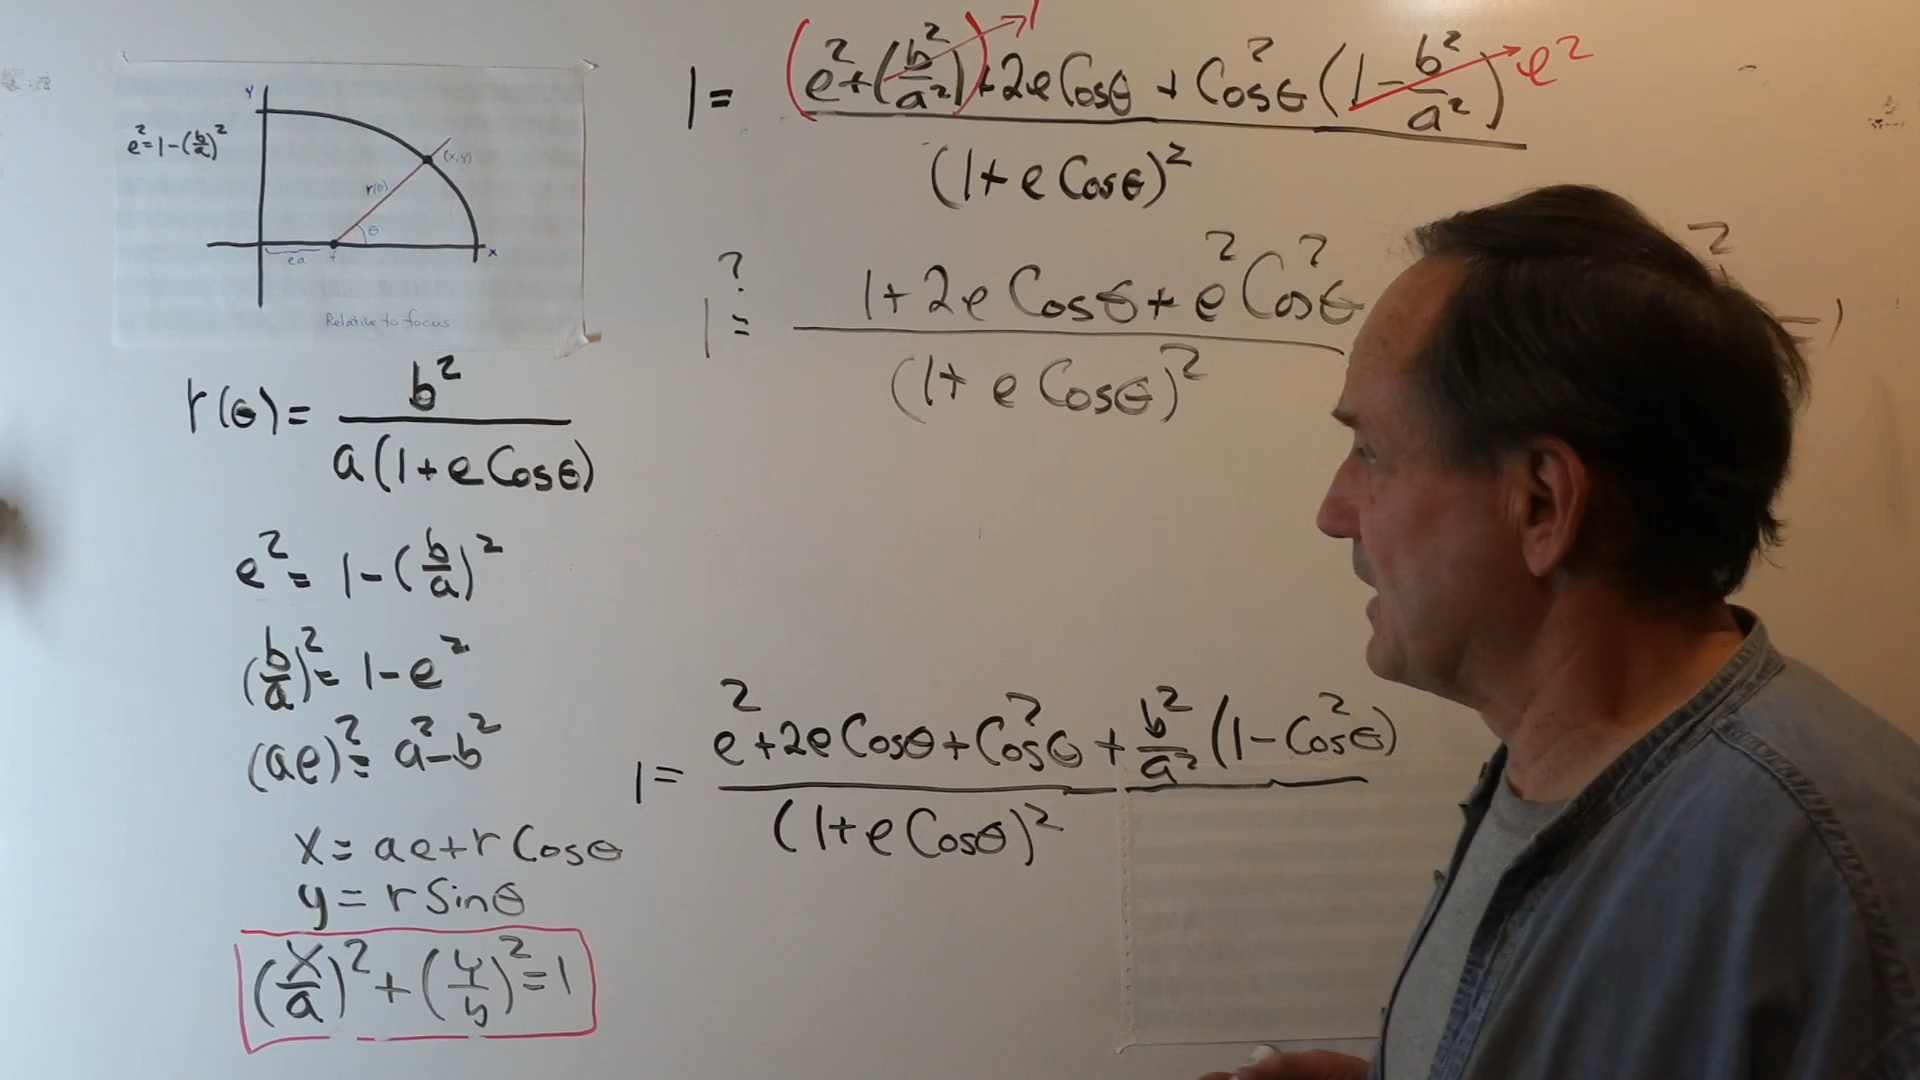 Y
e² = 1 - (b/a)²
(x,y)
r(θ)
θ
ea
f
x
Relative to focus
r(θ) = b² / a(1 + e Cosθ)
e² = 1 - (b/a)²
(b/a)² = 1 - e²
(ae)² = a² - b²
x = ae + r Cosθ
y = r Sinθ
(x/a)² + (y/b)² = 1
1 = (e² + (b²/a²)) + 2e Cosθ + Cos²θ (1 - b²/a²) / (1 + e Cosθ)²
1
e²
1 ?= 1 + 2e Cosθ + e² Cos²θ / (1 + e Cosθ)²
2
= 1
1 = e² + 2e Cosθ + Cos²θ + b²/a² (1 - Cos²θ) / (1 + e Cosθ)²